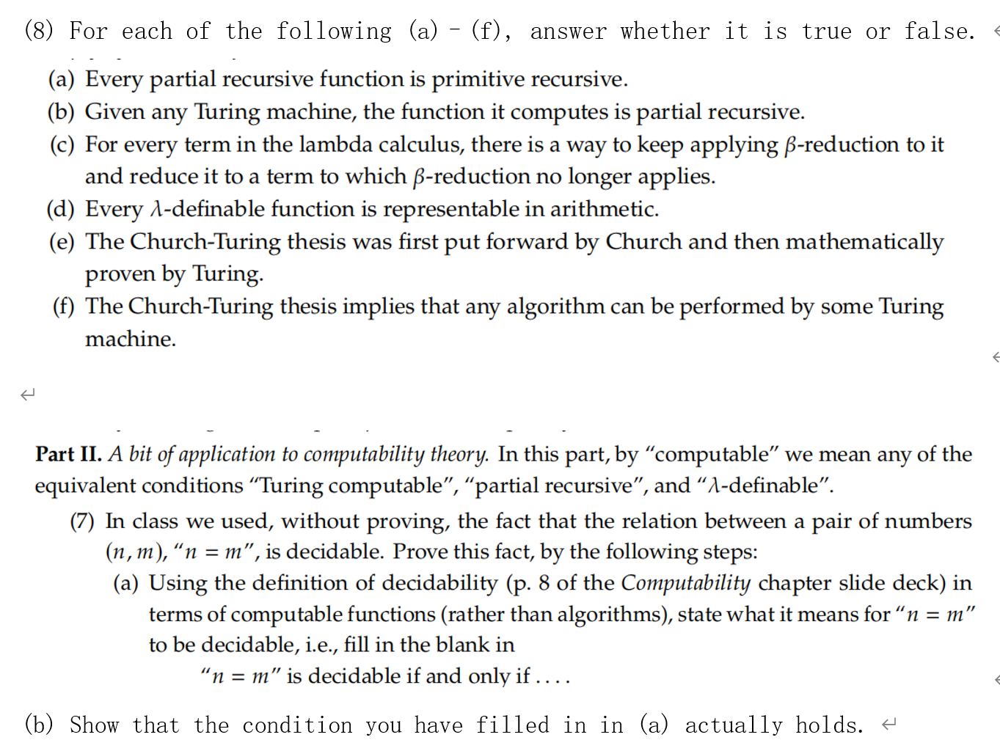 (8) For each of the following (a)-(f), answer whether it is true or false.
(a) Every partial recursive function is primitive recursive.
(b) Given any Turing machine, the function it computes is partial recursive.
(c) For every term in the lambda calculus, there is a way to keep applying β-reduction to it
and reduce it to a term to which β-reduction no longer applies.
(d) Every λ-definable function is representable in arithmetic.
(e) The Church-Turing thesis was first put forward by Church and then mathematically
proven by Turing.
(f) The Church-Turing thesis implies that any algorithm can be performed by some Turing
machine.
Part II. A bit of application to computability theory. In this part, by “computable” we mean any of the
equivalent conditions “Turing computable”, “partial recursive”, and “λ-definable”.
(7) In class we used, without proving, the fact that the relation between a pair of numbers
(n, m), “n = m”, is decidable. Prove this fact, by the following steps:
(a) Using the definition of decidability (p. 8 of the Computability chapter slide deck) in
terms of computable functions (rather than algorithms), state what it means for “n = m”
to be decidable, i.e., fill in the blank in
“n = m” is decidable if and only if . . . .
(b) Show that the condition you have filled in in (a) actually holds.